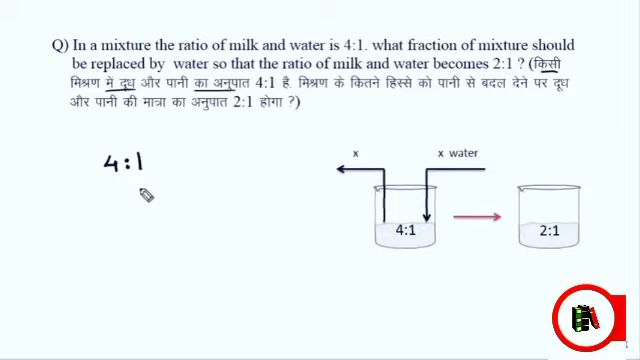 Q) In a mixture the ratio of milk and water is 4:1. what fraction of mixture should
be replaced by water so that the ratio of milk and water becomes 2:1 ? ( किसी
मिश्रण में दूध और पानी का अनुपात 4:1 है. मिश्रण के कितने हिस्से को पानी से बदल देने पर दूध
और पानी की मात्रा का अनुपात 2:1 होगा ?)
4:1
x
x water
4:1
2:1